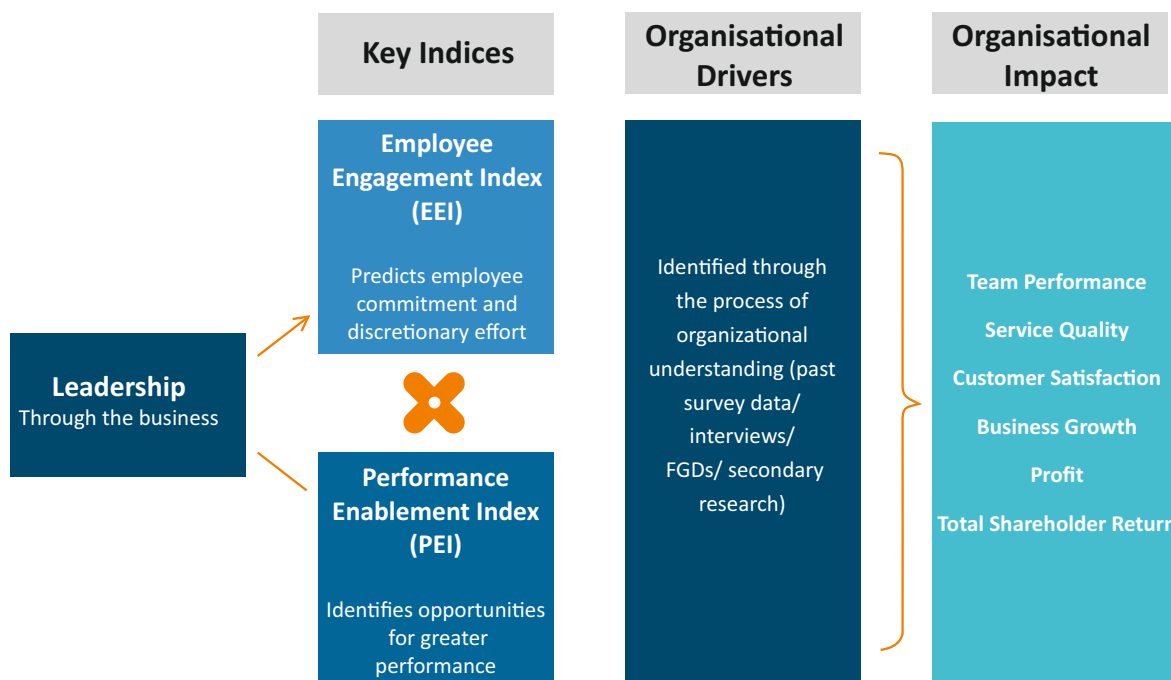 Key Indices
Organisational
Drivers
Organisational
Impact
Leadership
Through the business
Employee
Engagement Index
(EEI)
Predicts employee
commitment and
discretionary effort
Performance
Enablement Index
(PEI)
Identifies opportunities
for greater
performance
Identified through
the process of
organizational
understanding (past
survey data/
interviews/
FGDs/ secondary
research)
Team Performance
Service Quality
Customer Satisfaction
Business Growth
Profit
Total Shareholder Return